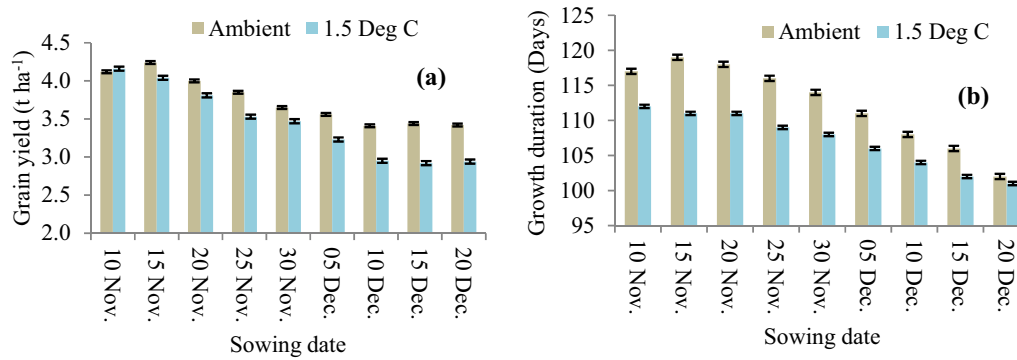 Ambient 1.5 Deg C
(a)
Grain yield (t ha-1)
4.5
4.0
3.5
3.0
2.5
2.0
10 Nov.
15 Nov.
20 Nov.
25 Nov.
30 Nov.
05 Dec.
10 Dec.
15 Dec.
20 Dec.
Sowing date
Ambient 1.5 Deg C
(b)
Growth duration (Days)
125
120
115
110
105
100
95
10 Nov.
15 Nov.
20 Nov.
25 Nov.
30 Nov.
05 Dec.
10 Dec.
15 Dec.
20 Dec.
Sowing date